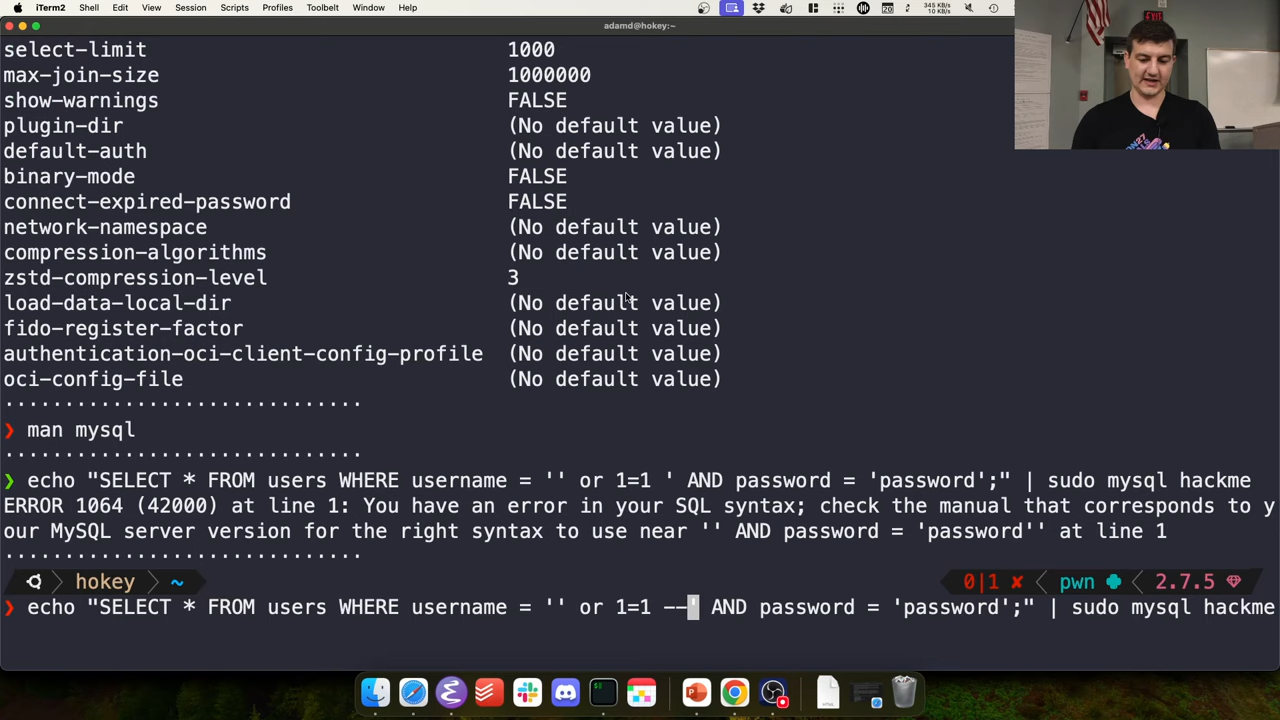 iTerm2 Shell Edit View Session Scripts Profiles Toolbelt Window Help
20
345 KB/s
10 KB/s
adamd@hokey:~
EXIT
select-limit 1000
max-join-size 1000000
show-warnings FALSE
plugin-dir (No default value)
default-auth (No default value)
binary-mode FALSE
connect-expired-password FALSE
network-namespace (No default value)
compression-algorithms (No default value)
zstd-compression-level 3
load-data-local-dir (No default value)
fido-register-factor (No default value)
authentication-oci-client-config-profile (No default value)
oci-config-file (No default value)
..............................
❯ man mysql
..............................
❯ echo "SELECT * FROM users WHERE username = '' or 1=1 ' AND password = 'password';" | sudo mysql hackme
ERROR 1064 (42000) at line 1: You have an error in your SQL syntax; check the manual that corresponds to y
our MySQL server version for the right syntax to use near '' AND password = 'password'' at line 1
..............................
hokey ~ 0|1 ✘ pwn 2.7.5
❯ echo "SELECT * FROM users WHERE username = '' or 1=1 --' AND password = 'password';" | sudo mysql hackme